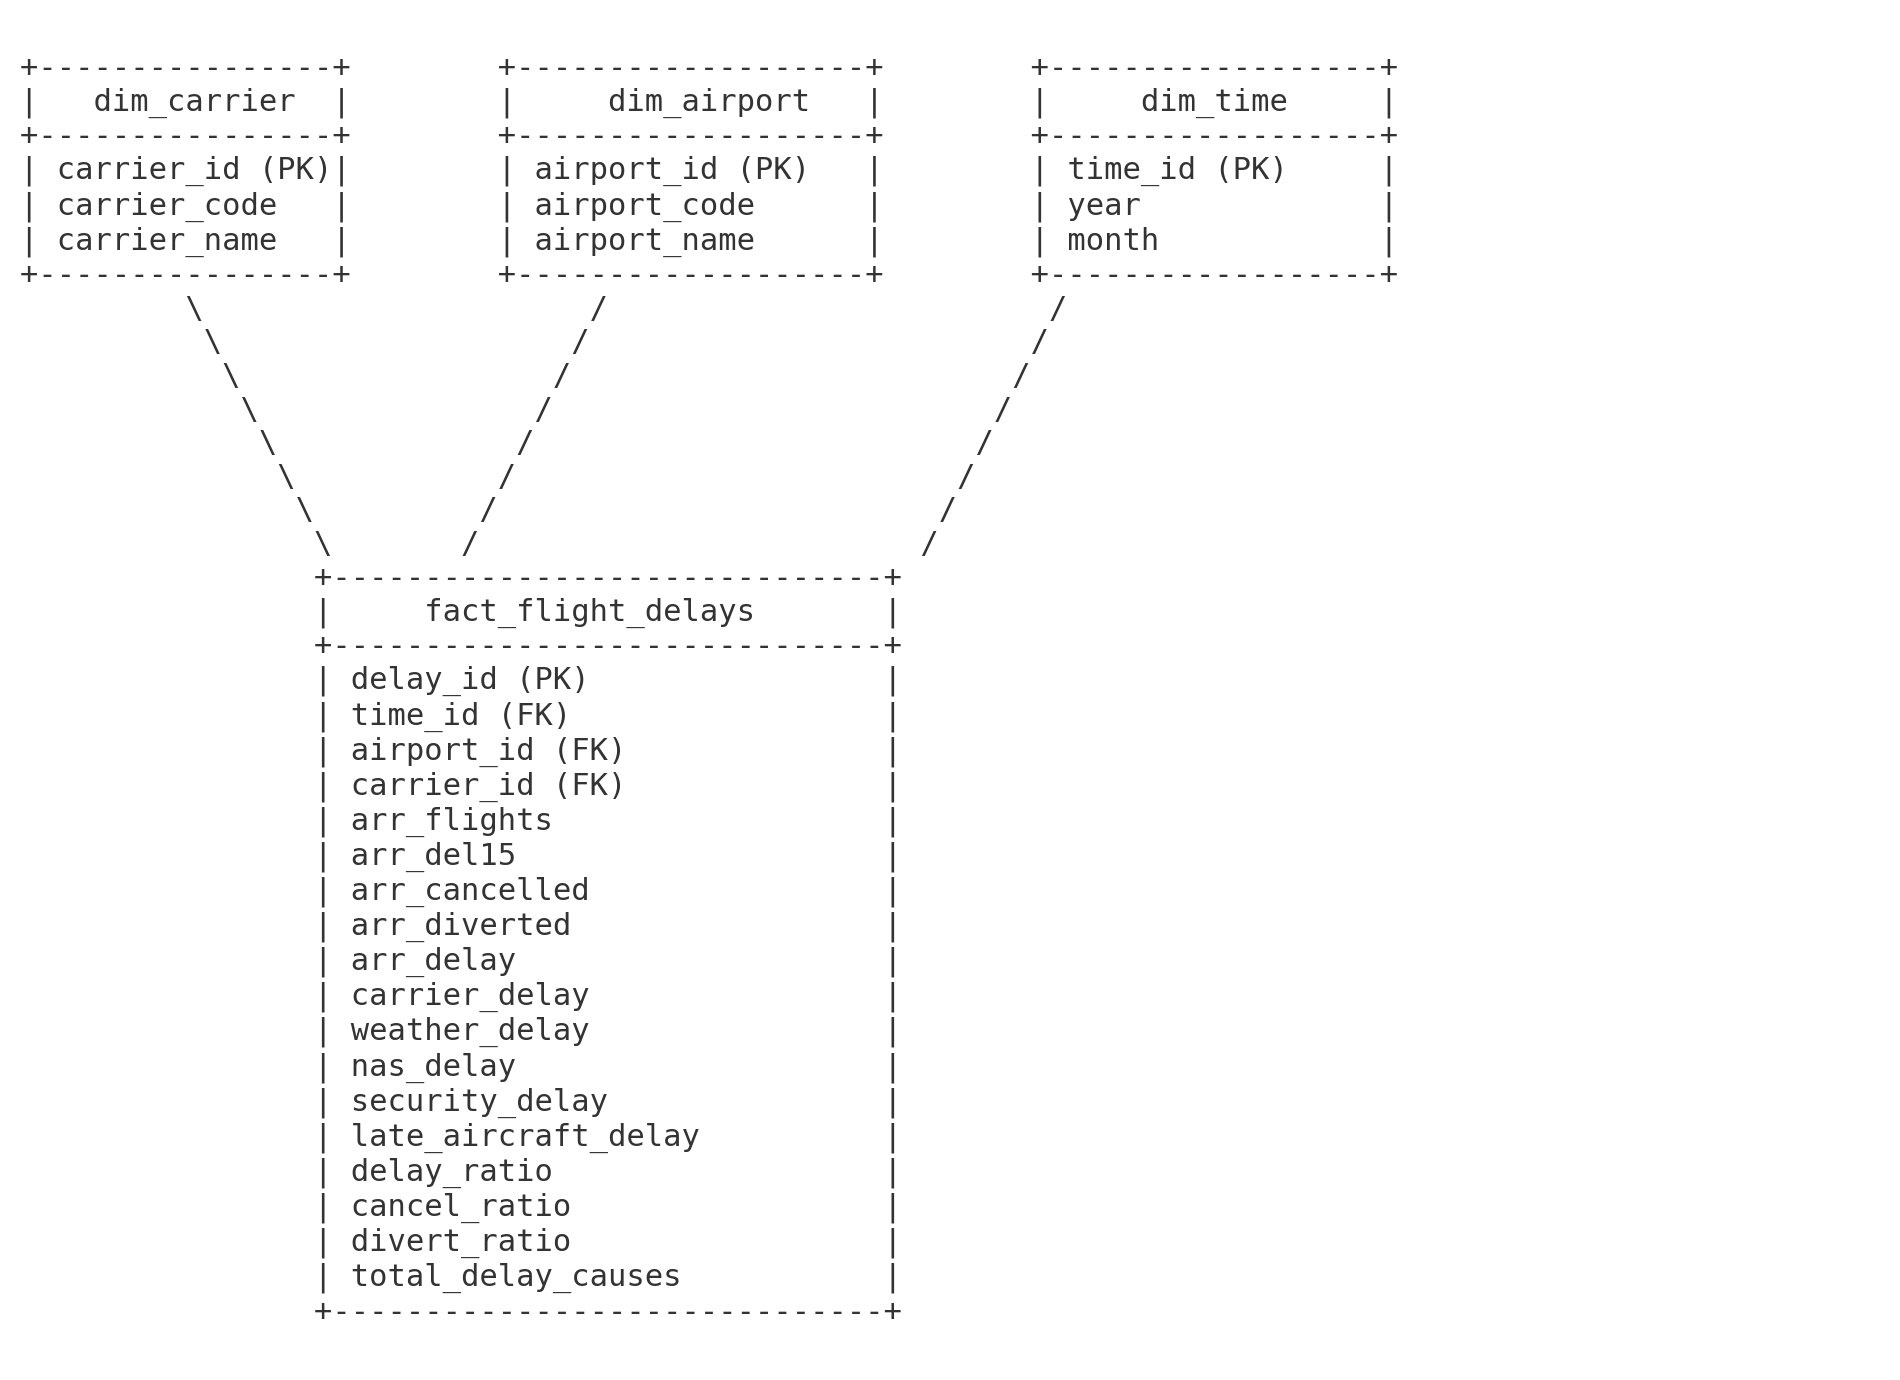 +----------------+        +-------------------+        +------------------+
|   dim_carrier  |        |     dim_airport   |        |     dim_time     |
+----------------+        +-------------------+        +------------------+
| carrier_id (PK)|        | airport_id (PK)   |        | time_id (PK)     |
| carrier_code   |        | airport_code      |        | year             |
| carrier_name   |        | airport_name      |        | month            |
+----------------+        +-------------------+        +------------------+
         \                     /                        /
          \                   /                        /
           \                 /                        /
            \               /                        /
             \             /                        /
              \           /                        /
               \         /                        /
                \       /                        /
                +------------------------------+
                |     fact_flight_delays       |
                +------------------------------+
                | delay_id (PK)                |
                | time_id (FK)                 |
                | airport_id (FK)              |
                | carrier_id (FK)              |
                | arr_flights                  |
                | arr_del15                    |
                | arr_cancelled                |
                | arr_diverted                 |
                | arr_delay                    |
                | carrier_delay                |
                | weather_delay                |
                | nas_delay                    |
                | security_delay               |
                | late_aircraft_delay          |
                | delay_ratio                  |
                | cancel_ratio                 |
                | divert_ratio                 |
                | total_delay_causes           |
                +------------------------------+